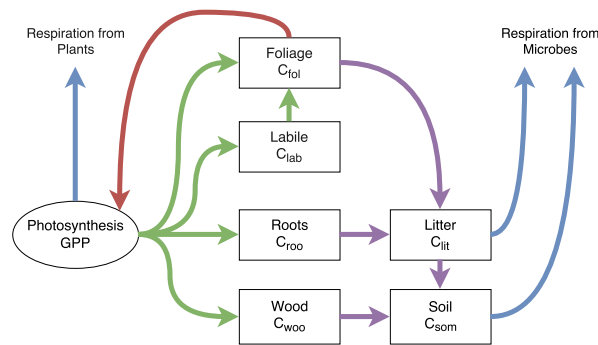 Respiration from
Plants
Respiration from
Microbes
Foliage
Cfol
Labile
Clab
Photosynthesis
GPP
Roots
Croo
Litter
Clit
Wood
Cwoo
Soil
Csom